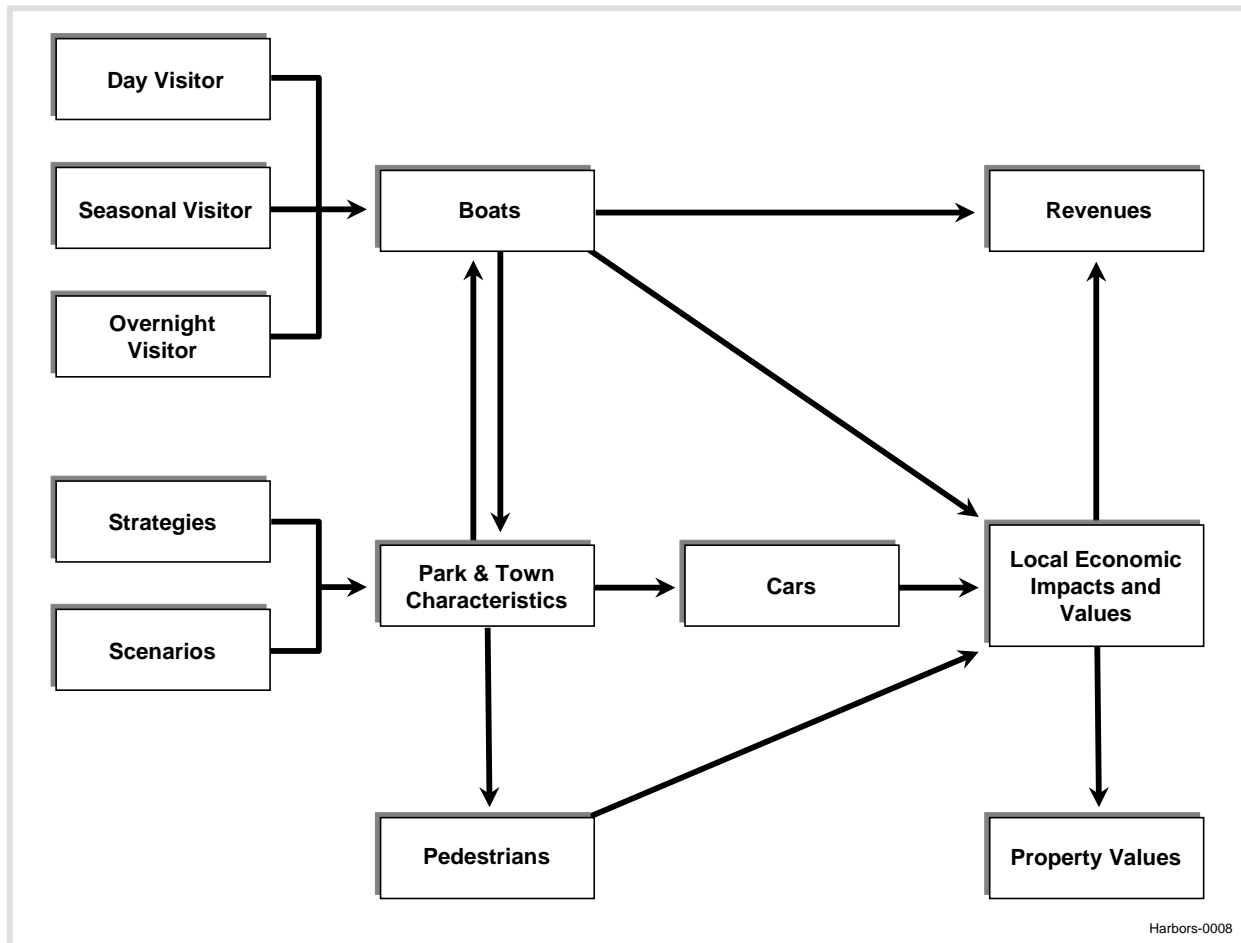 Day Visitor
Seasonal Visitor
Overnight
Visitor
Boats
Revenues
Strategies
Scenarios
Park & Town
Characteristics
Cars
Local Economic
Impacts and
Values
Pedestrians
Property Values
Harbors-0008